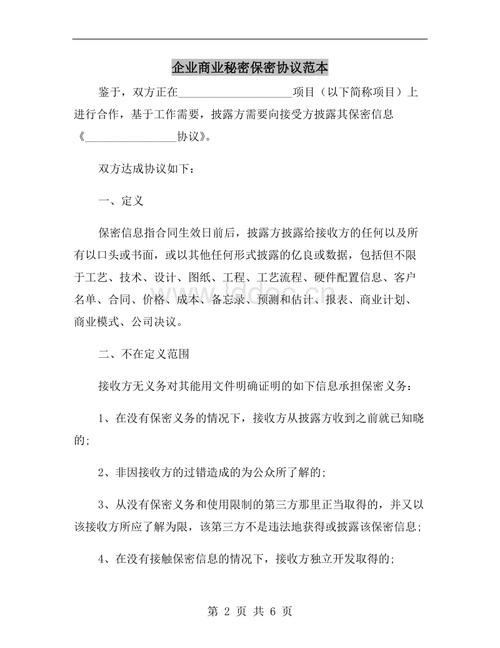 企业商业秘密保密协议范本
鉴于，双方正在__________________项目（以下简称项目）上
进行合作，基于工作需要，披露方需要向接受方披露其保密信息
《______________协议》。
双方达成协议如下：
一、定义
保密信息指合同生效日前后，披露方披露给接收方的任何以及所
有以口头或书面，或以其他任何形式披露的亿良或数据，包括但不限
于工艺、技术、设计、图纸、工程、工艺流程、硬件配置信息、客户
名单、合同、价格、成本、备忘录、预测和估计、报表、商业计划、
商业模式、公司决议。
二、不在定义范围
接收方无义务对其能用文件明确证明的如下信息承担保密义务：
1、在没有保密义务的情况下，接收方从披露方收到之前就已知晓
的;
2、非因接收方的过错造成的为公众所了解的;
3、从没有保密义务和使用限制的第三方那里正当取得的，并又以
该接收方所应了解为限，该第三方不是违法地获得或披露该保密信息;
4、在没有接触保密信息的情况下，接收方独立开发取得的;
第 2 页 共 6 页